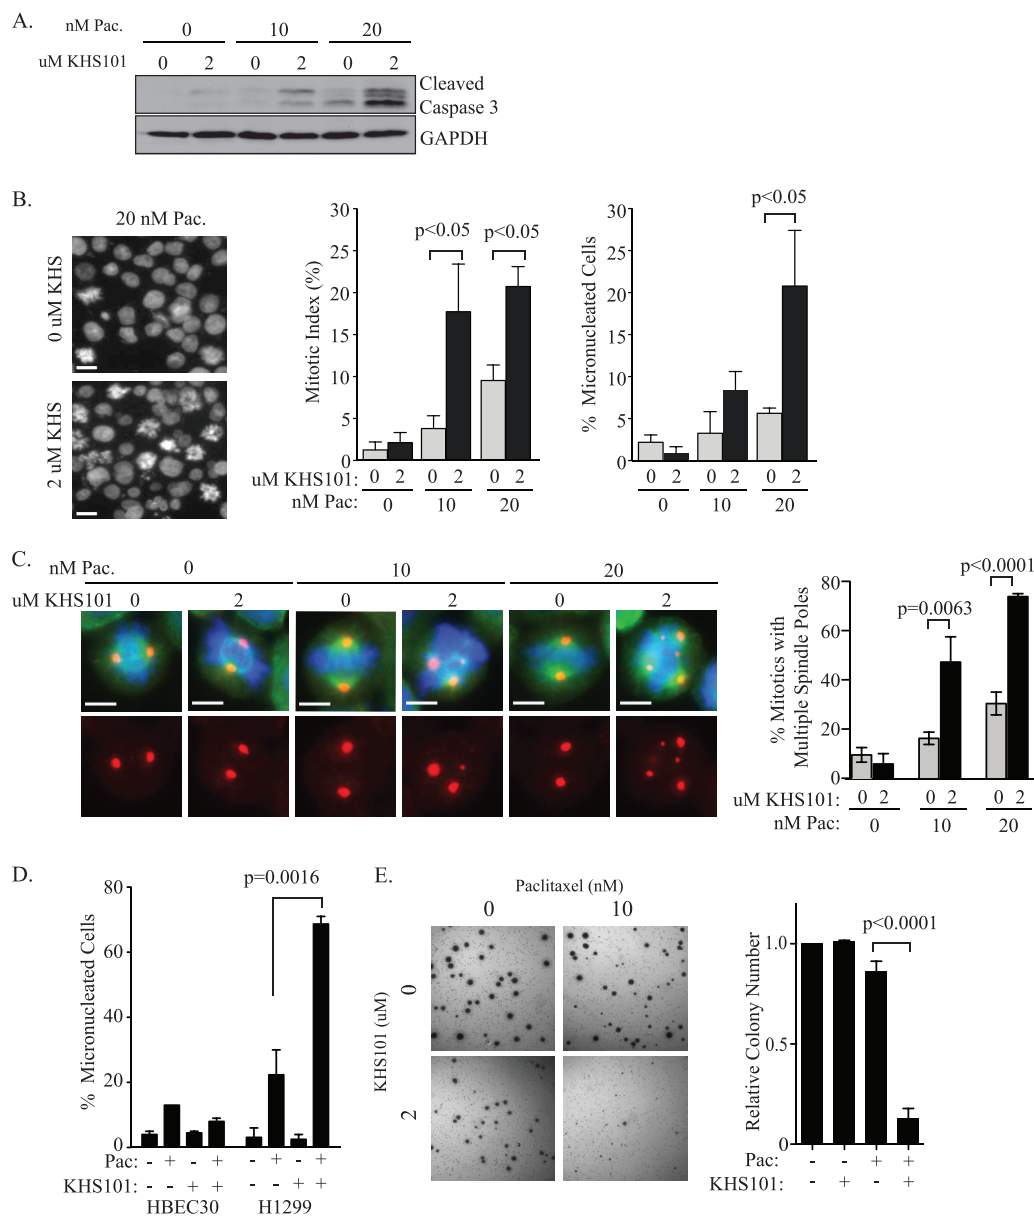 A.
nM Pac. 0 10 20
uM KHS101 0 2 0 2 0 2
Cleaved
Caspase 3
GAPDH
B.
20 nM Pac.
0 uM KHS
2 uM KHS
Mitotic Index (%)
30
25
20
15
10
5
0
p<0.05 p<0.05
uM KHS101: 0 2 0 2 0 2
nM Pac: 0 10 20
% Micronucleated Cells
30
25
20
15
10
5
0
p<0.05
0 2 0 2 0 2
0 10 20
C.
nM Pac. 0 10 20
uM KHS101 0 2 0 2 0 2
% Mitotics with
Multiple Spindle Poles
80
60
40
20
0
p=0.0063
p<0.0001
uM KHS101: 0 2 0 2 0 2
nM Pac: 0 10 20
D.
% Micronucleated Cells
80
60
40
20
0
p=0.0016
Pac: - + - + - + - +
KHS101: - - + + - - + +
HBEC30 H1299
E.
Paclitaxel (nM)
0 10
KHS101 (uM)
0
2
Relative Colony Number
1.0
0.5
0
p<0.0001
Pac: - - + +
KHS101: - + - +